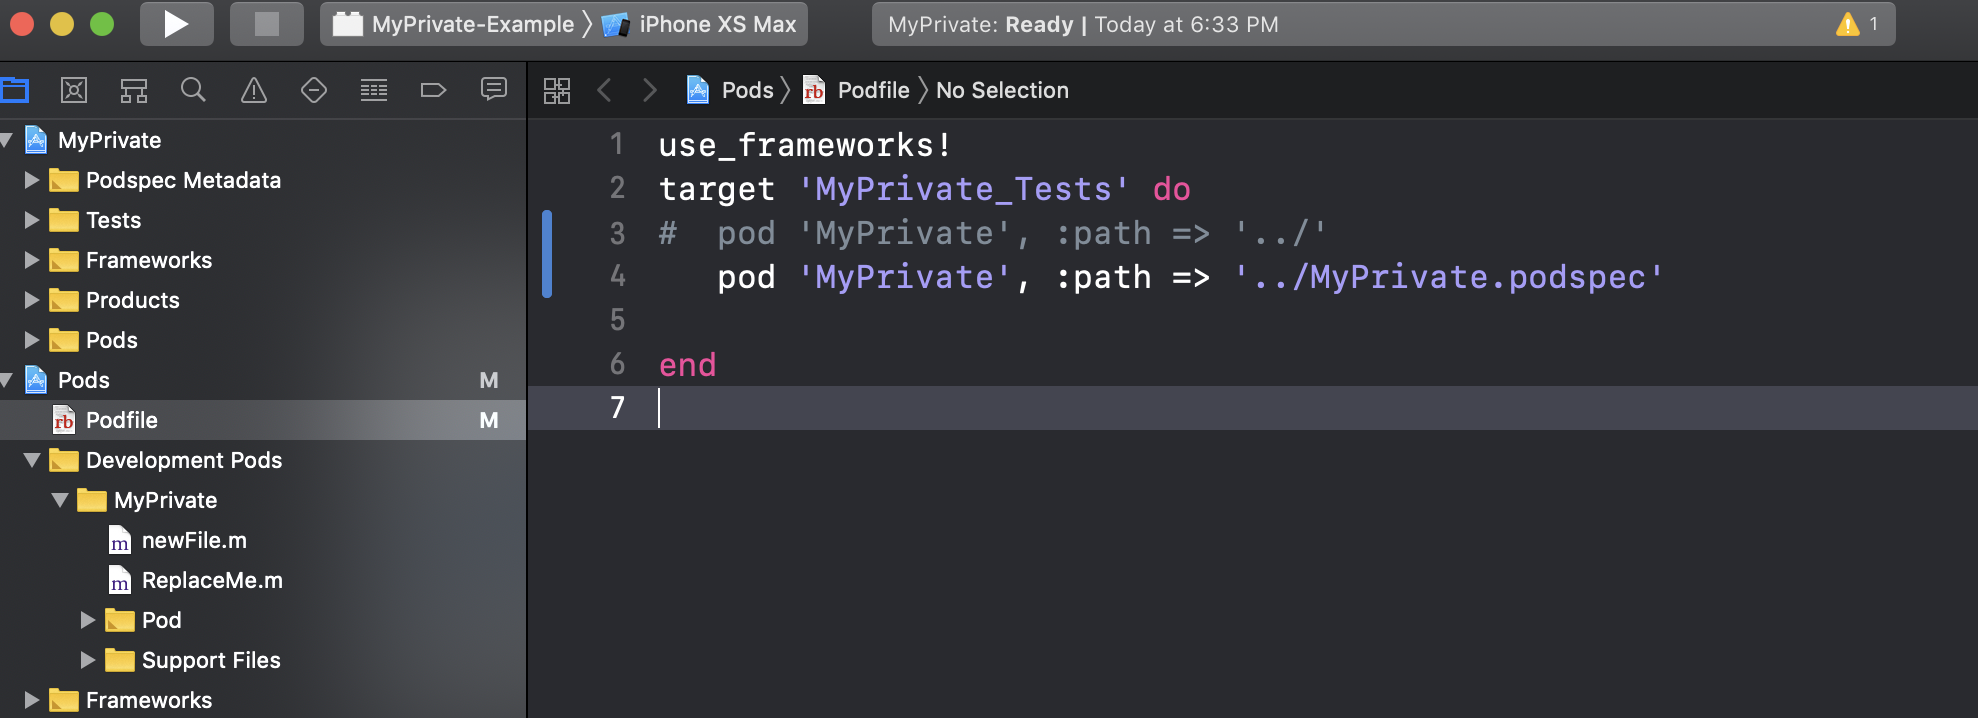 MyPrivate-Example 〉 iPhone XS Max
MyPrivate: Ready | Today at 6:33 PM
1
Pods 〉 rb Podfile 〉 No Selection
MyPrivate
Podspec Metadata
Tests
Frameworks
Products
Pods
Pods M
rb Podfile M
Development Pods
MyPrivate
m newFile.m
m ReplaceMe.m
Pod
Support Files
Frameworks
1 use_frameworks!
2 target 'MyPrivate_Tests' do
3 #  pod 'MyPrivate', :path => '../'
4    pod 'MyPrivate', :path => '../MyPrivate.podspec'
5
6 end
7